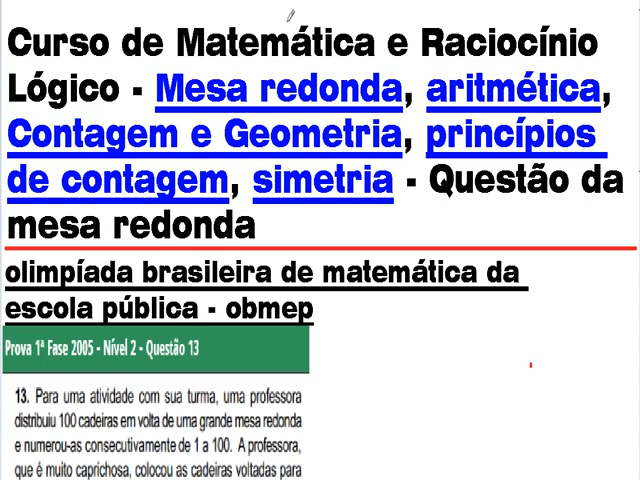 Curso de Matemática e Raciocínio
Lógico - Mesa redonda, aritmética,
Contagem e Geometria, princípios
de contagem, simetria - Questão da
mesa redonda
olimpíada brasileira de matemática da
escola pública - obmep
Prova 1ª Fase 2005 - Nível 2 - Questão 13
13. Para uma atividade com sua turma, uma professora
distribuiu 100 cadeiras em volta de uma grande mesa redonda
e numerou-as consecutivamente de 1 a 100. A professora,
que é muito caprichosa, colocou as cadeiras voltadas para